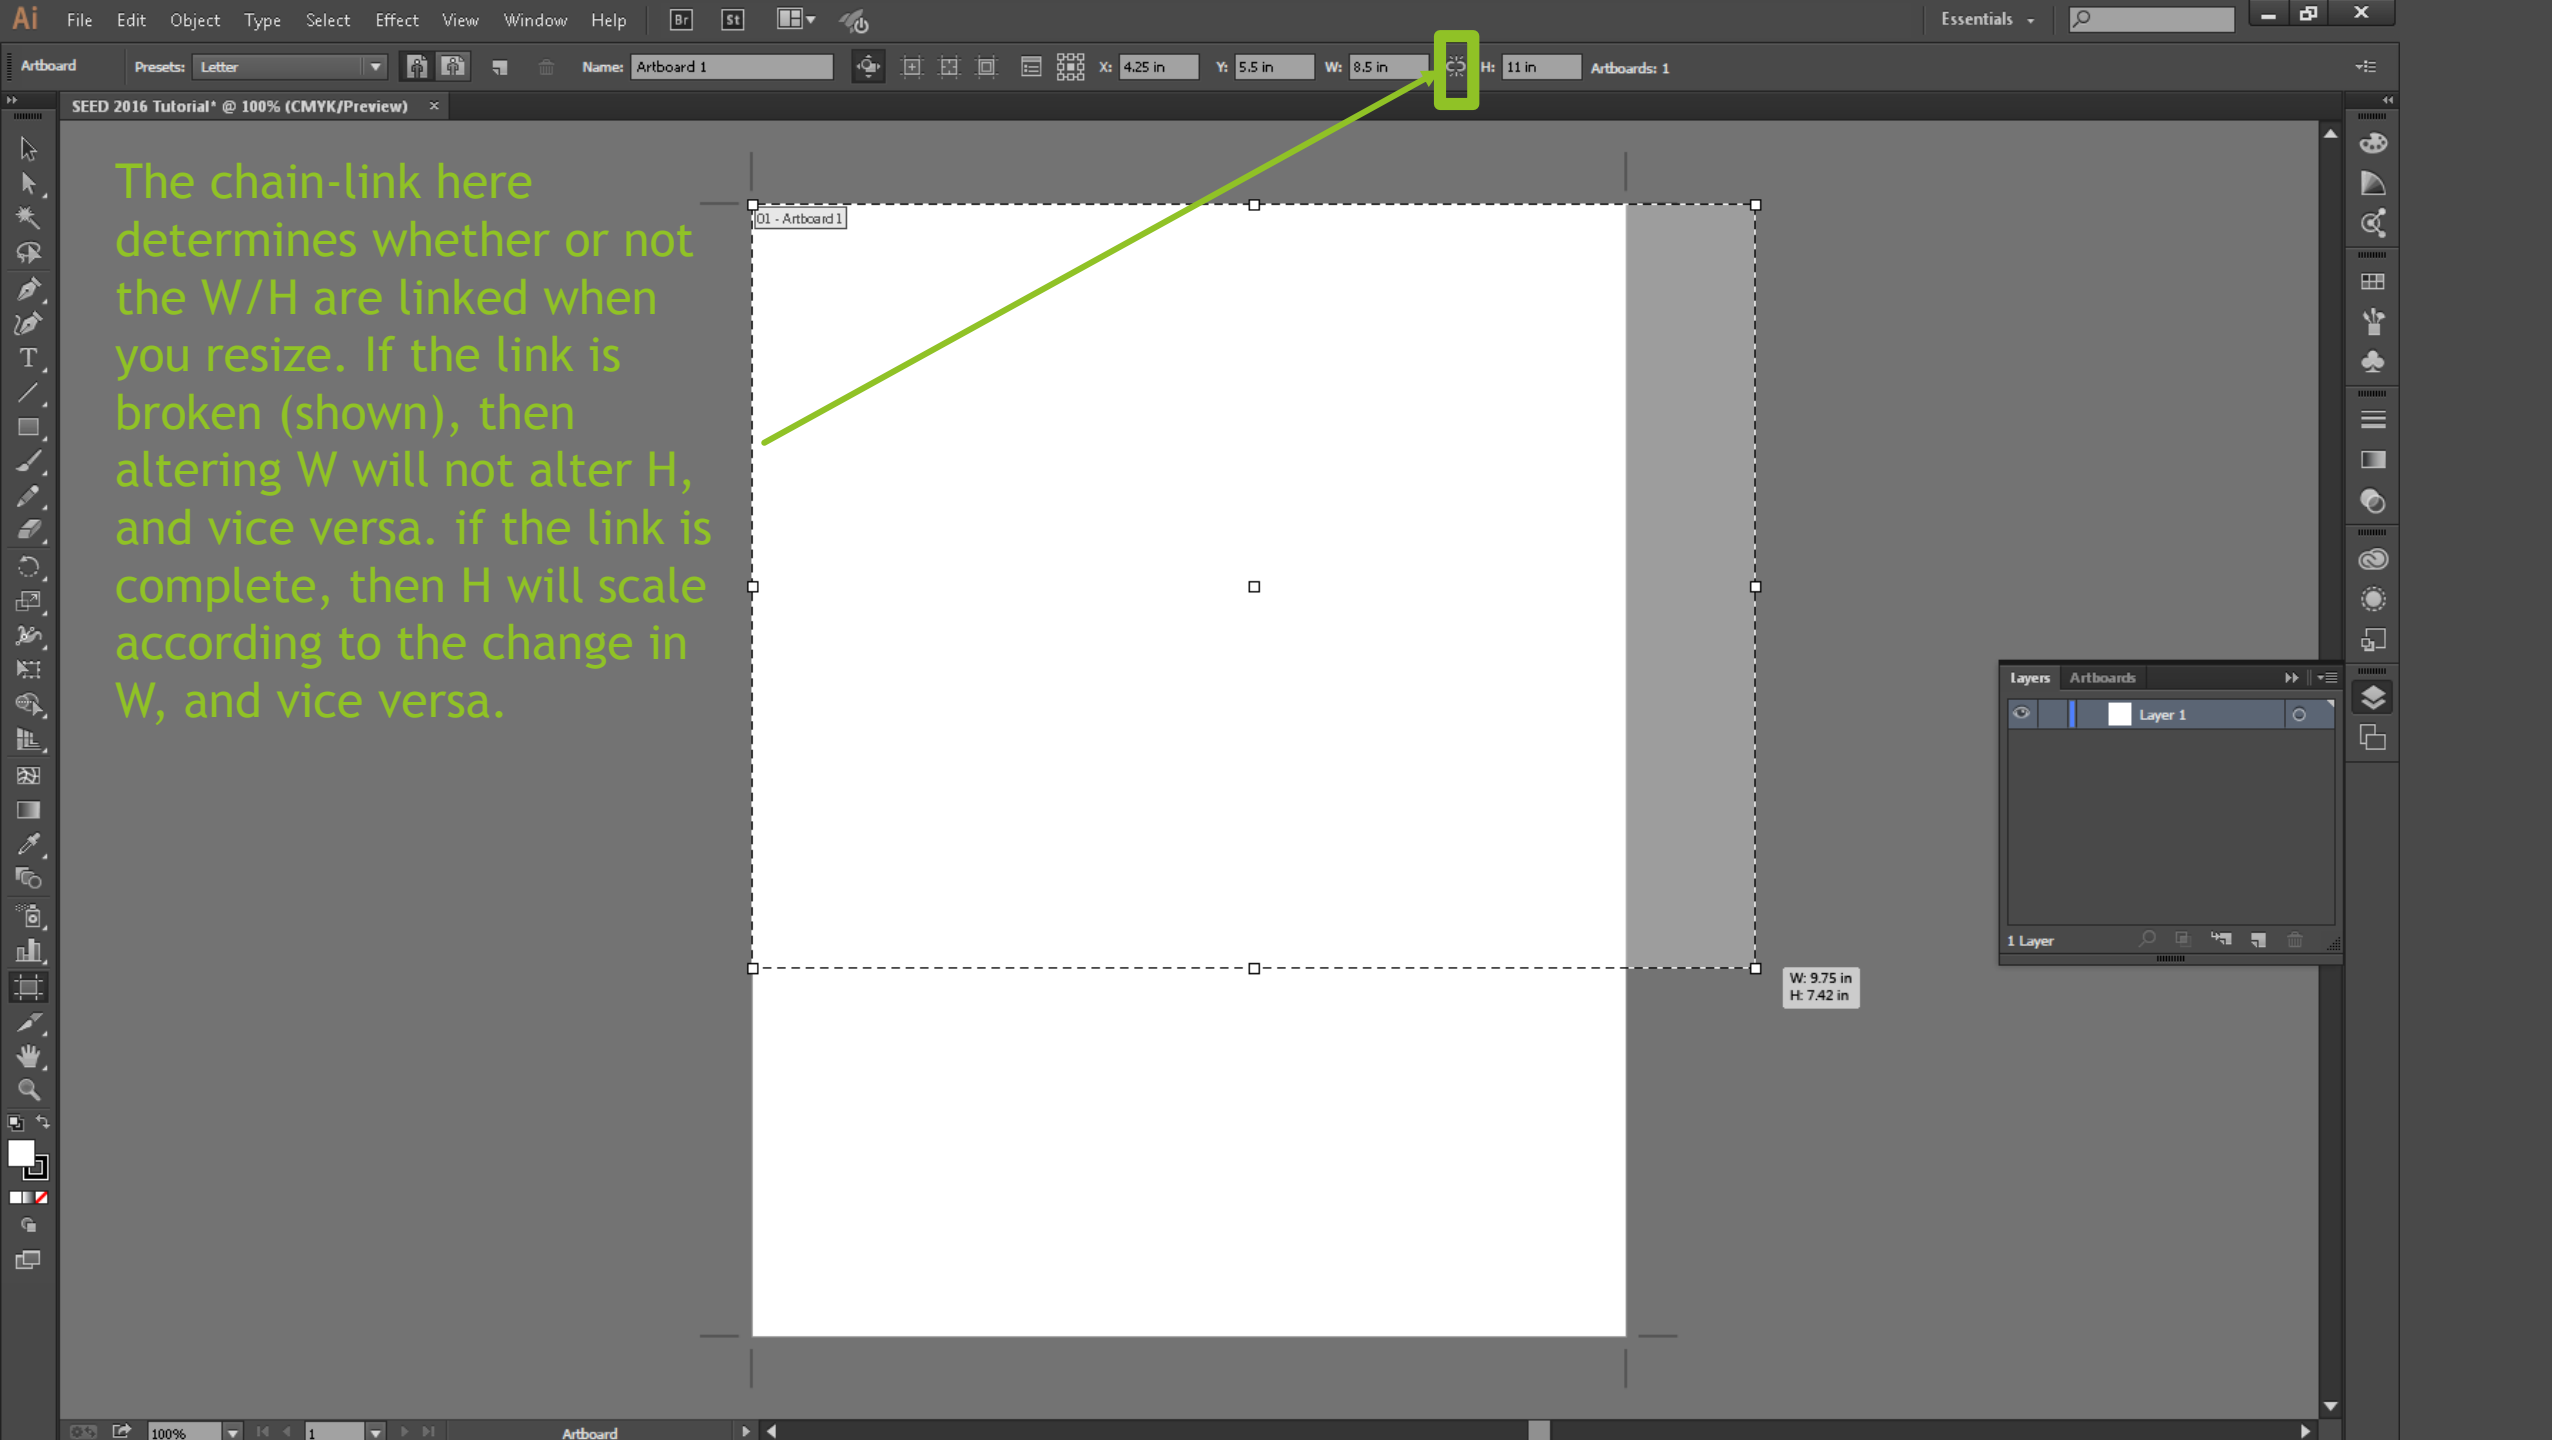 Ai File Edit Object Type Select Effect View Window Help Br St Essentials
Artboard Presets: Letter Name: Artboard 1 X: 4.25 in Y: 5.5 in W: 8.5 in H: 11 in Artboards: 1
SEED 2016 Tutorial* @ 100% (CMYK/Preview) ×
The chain-link here
determines whether or not
the W/H are linked when
you resize. If the link is
broken (shown), then
altering W will not alter H,
and vice versa. if the link is
complete, then H will scale
according to the change in
W, and vice versa.
01 - Artboard 1
W: 9.75 in
H: 7.42 in
Layers Artboards
Layer 1
1 Layer
100% 1 Artboard